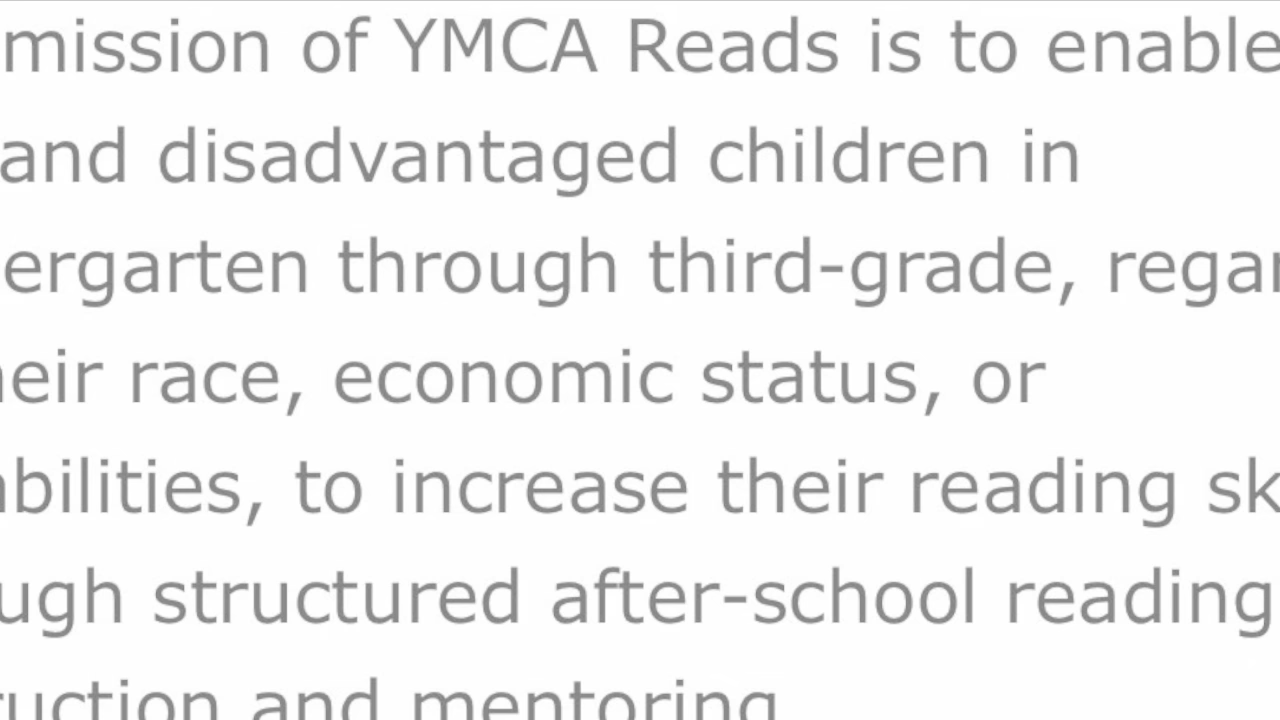 mission of YMCA Reads is to enable
and disadvantaged children in
ergarten through third-grade, regar
heir race, economic status, or
abilities, to increase their reading sk
ugh structured after-school reading
ruction and mentoring